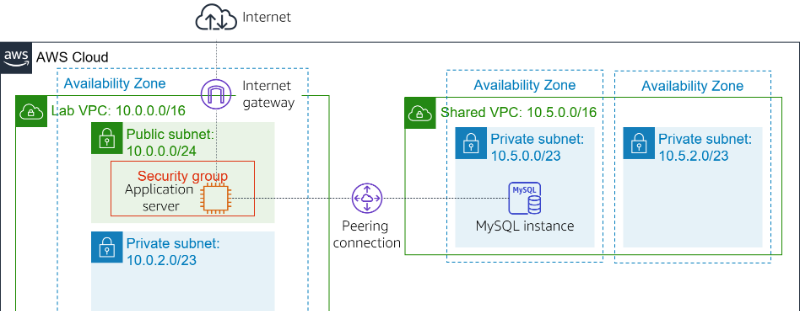 Internet
aws
AWS Cloud
Availability Zone
Internet
gateway
Lab VPC: 10.0.0.0/16
Public subnet:
10.0.0.0/24
Security group
Application
server
Private subnet:
10.0.2.0/23
Peering
connection
Availability Zone
Availability Zone
Shared VPC: 10.5.0.0/16
Private subnet:
10.5.0.0/23
MySQL
MySQL instance
Private subnet:
10.5.2.0/23